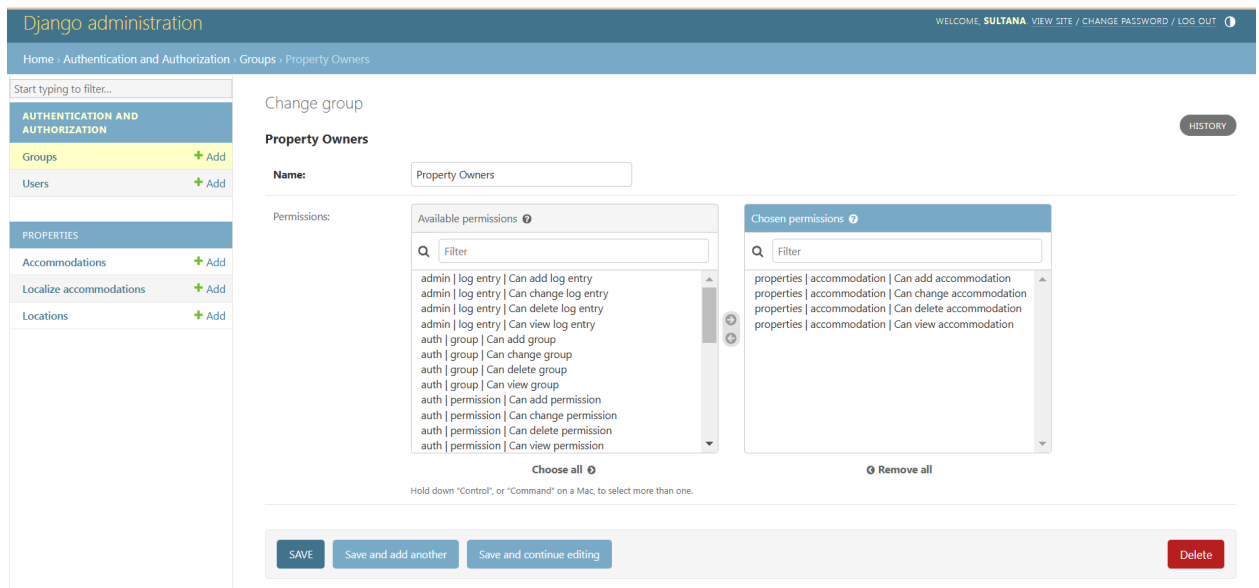 Django administration
WELCOME, SULTANA. VIEW SITE / CHANGE PASSWORD / LOG OUT
Home › Authentication and Authorization › Groups › Property Owners
Start typing to filter...
AUTHENTICATION AND
AUTHORIZATION
Groups + Add
Users + Add
PROPERTIES
Accommodations + Add
Localize accommodations + Add
Locations + Add
Change group
HISTORY
Property Owners
Name: Property Owners
Permissions:
Available permissions ?
Filter
admin | log entry | Can add log entry
admin | log entry | Can change log entry
admin | log entry | Can delete log entry
admin | log entry | Can view log entry
auth | group | Can add group
auth | group | Can change group
auth | group | Can delete group
auth | group | Can view group
auth | permission | Can add permission
auth | permission | Can change permission
auth | permission | Can delete permission
auth | permission | Can view permission
Choose all
Chosen permissions ?
Filter
properties | accommodation | Can add accommodation
properties | accommodation | Can change accommodation
properties | accommodation | Can delete accommodation
properties | accommodation | Can view accommodation
Remove all
Hold down “Control”, or “Command” on a Mac, to select more than one.
SAVE
Save and add another
Save and continue editing
Delete